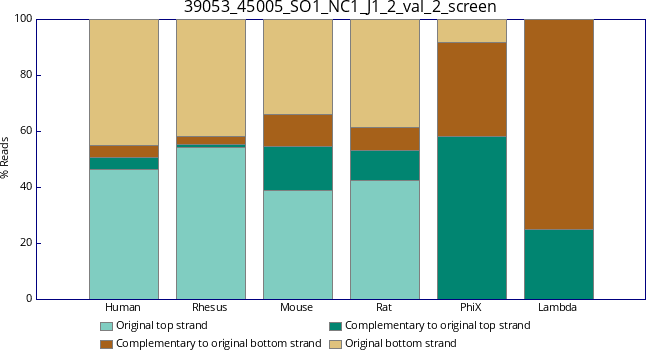 39053_45005_SO1_NC1_J1_2_val_2_screen
100
80
60
40
20
0
% Reads
Human Rhesus Mouse Rat PhiX Lambda
Original top strand Complementary to original top strand
Complementary to original bottom strand Original bottom strand